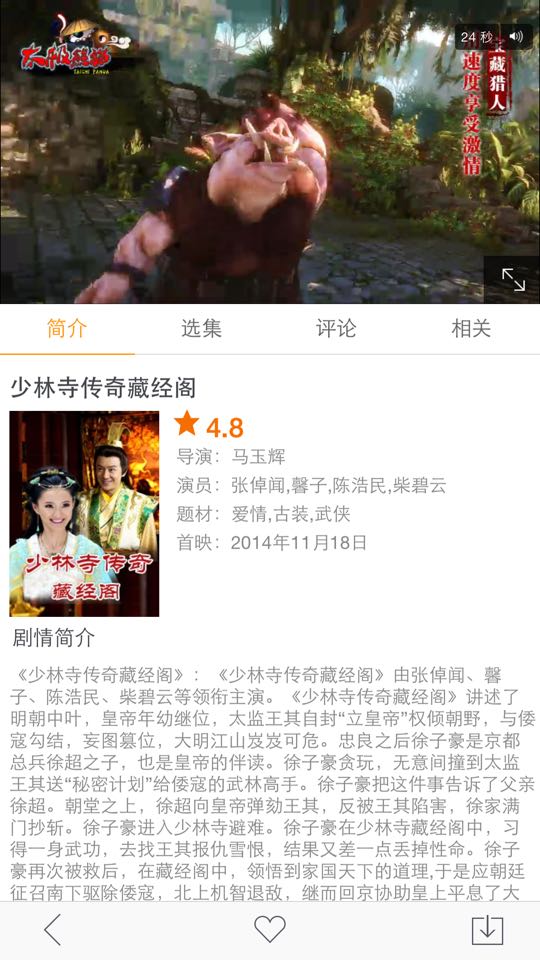 太极熊猫
TAICHI PANDA
24 秒
宝藏猎人
速度享受激情
简介 选集 评论 相关
少林寺传奇藏经阁
4.8
导演：马玉辉
演员：张倬闻,馨子,陈浩民,柴碧云
题材：爱情,古装,武侠
首映：2014年11月18日
少林寺传奇
藏经阁
剧情简介
《少林寺传奇藏经阁》：《少林寺传奇藏经阁》由张倬闻、馨
子、陈浩民、柴碧云等领衔主演。《少林寺传奇藏经阁》讲述了
明朝中叶，皇帝年幼继位，太监王其自封“立皇帝”权倾朝野，与倭
寇勾结，妄图篡位，大明江山岌岌可危。忠良之后徐子豪是京都
总兵徐超之子，也是皇帝的伴读。徐子豪贪玩，无意间撞到太监
王其送“秘密计划”给倭寇的武林高手。徐子豪把这件事告诉了父亲
徐超。朝堂之上，徐超向皇帝弹劾王其，反被王其陷害，徐家满
门抄斩。徐子豪进入少林寺避难。徐子豪在少林寺藏经阁中，习
得一身武功，去找王其报仇雪恨，结果又差一点丢掉性命。徐子
豪再次被救后，在藏经阁中，领悟到家国天下的道理,于是应朝廷
征召南下驱除倭寇，北上机智退敌，继而回京协助皇上平息了大